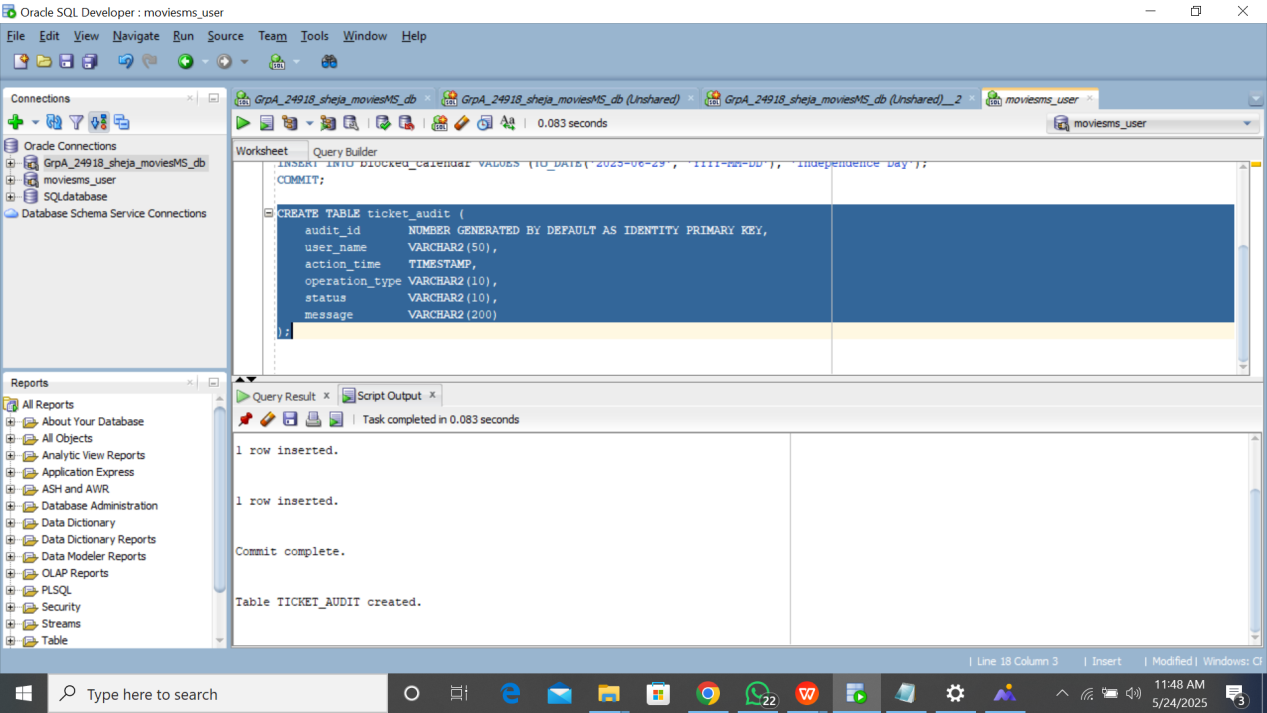 Oracle SQL Developer : moviesms_user
File Edit View Navigate Run Source Team Tools Window Help
Connections
Oracle Connections
GrpA_24918_sheja_moviesMS_db
moviesms_user
SQLdatabase
Database Schema Service Connections
Reports
All Reports
About Your Database
All Objects
Analytic View Reports
Application Express
ASH and AWR
Database Administration
Data Dictionary
Data Dictionary Reports
Data Modeler Reports
OLAP Reports
PLSQL
Security
Streams
Table
GrpA_24918_sheja_moviesMS_db GrpA_24918_sheja_moviesMS_db (Unshared) GrpA_24918_sheja_moviesMS_db (Unshared)__2 moviesms_user
0.083 seconds moviesms_user
Worksheet Query Builder
INSERT INTO blocked_calendar VALUES (TO_DATE('2025-06-29', 'YYYY-MM-DD'), 'Independence Day');
COMMIT;
CREATE TABLE ticket_audit (
audit_id NUMBER GENERATED BY DEFAULT AS IDENTITY PRIMARY KEY,
user_name VARCHAR2(50),
action_time TIMESTAMP,
operation_type VARCHAR2(10),
status VARCHAR2(10),
message VARCHAR2(200)
);
Query Result Script Output
Task completed in 0.083 seconds
1 row inserted.
1 row inserted.
Commit complete.
Table TICKET_AUDIT created.
Line 18 Column 3 Insert Modified Windows: C
Type here to search
22
11:48 AM
5/24/2025
3